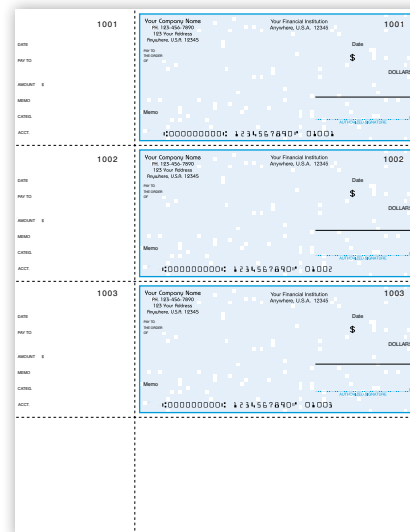 1001
DATE
PAY TO
AMOUNT $
MEMO
CATEG.
ACCT.
Your Company Name
PH. 123-456-7890
123 Your Address
Anywhere, U.S.A. 12345
Your Financial Institution
Anywhere, U.S.A. 12345
1001
PAY TO
THE ORDER
OF
Date
$
DOLLARS
Memo
AUTHORIZED SIGNATURE
⑆000000000⑆ 1234567890⑈ 01001
1002
DATE
PAY TO
AMOUNT $
MEMO
CATEG.
ACCT.
Your Company Name
PH. 123-456-7890
123 Your Address
Anywhere, U.S.A. 12345
Your Financial Institution
Anywhere, U.S.A. 12345
1002
PAY TO
THE ORDER
OF
Date
$
DOLLARS
Memo
AUTHORIZED SIGNATURE
⑆000000000⑆ 1234567890⑈ 01002
1003
DATE
PAY TO
AMOUNT $
MEMO
CATEG.
ACCT.
Your Company Name
PH. 123-456-7890
123 Your Address
Anywhere, U.S.A. 12345
Your Financial Institution
Anywhere, U.S.A. 12345
1003
PAY TO
THE ORDER
OF
Date
$
DOLLARS
Memo
AUTHORIZED SIGNATURE
⑆000000000⑆ 1234567890⑈ 01003